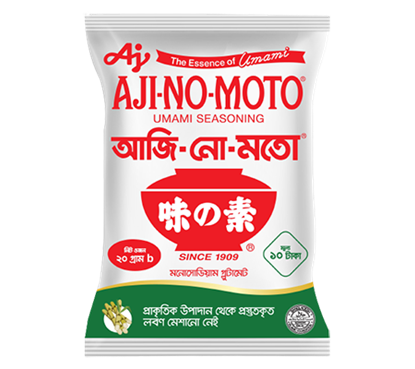 Aj
The Essence of Umami
AJI-NO-MOTO®
UMAMI SEASONING
আজি-নো-মতো®
味の素
®
SINCE 1909
মনোসোডিয়াম গ্লুটামেট
নিট ওজন
২০ গ্রাম b
মূল্য
১০ টাকা
প্রাকৃতিক উপাদান থেকে প্রস্তুতকৃত
লবণ মেশানো নেই